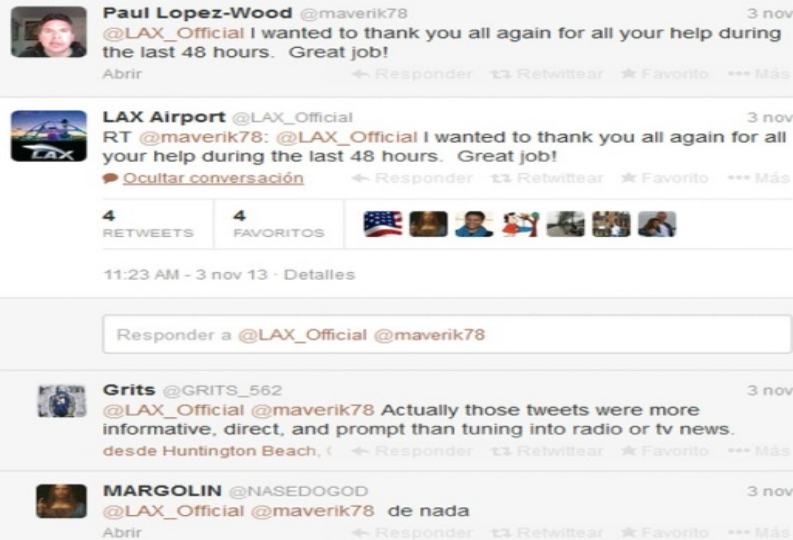 Paul Lopez-Wood @maverik78 3 nov
@LAX_Official I wanted to thank you all again for all your help during
the last 48 hours. Great job!
Abrir Responder Retwittear Favorito Más
LAX Airport @LAX_Official 3 nov
RT @maverik78: @LAX_Official I wanted to thank you all again for all
your help during the last 48 hours. Great job!
Ocultar conversación Responder Retwittear Favorito Más
LAX
4 4
RETWEETS FAVORITOS
11:23 AM - 3 nov 13 · Detalles
Responder a @LAX_Official @maverik78
Grits @GRITS_562 3 nov
@LAX_Official @maverik78 Actually those tweets were more
informative, direct, and prompt than tuning into radio or tv news.
desde Huntington Beach, Responder Retwittear Favorito Más
MARGOLIN @NASEDOGOD 3 nov
@LAX_Official @maverik78 de nada
Abrir Responder Retwittear Favorito Más